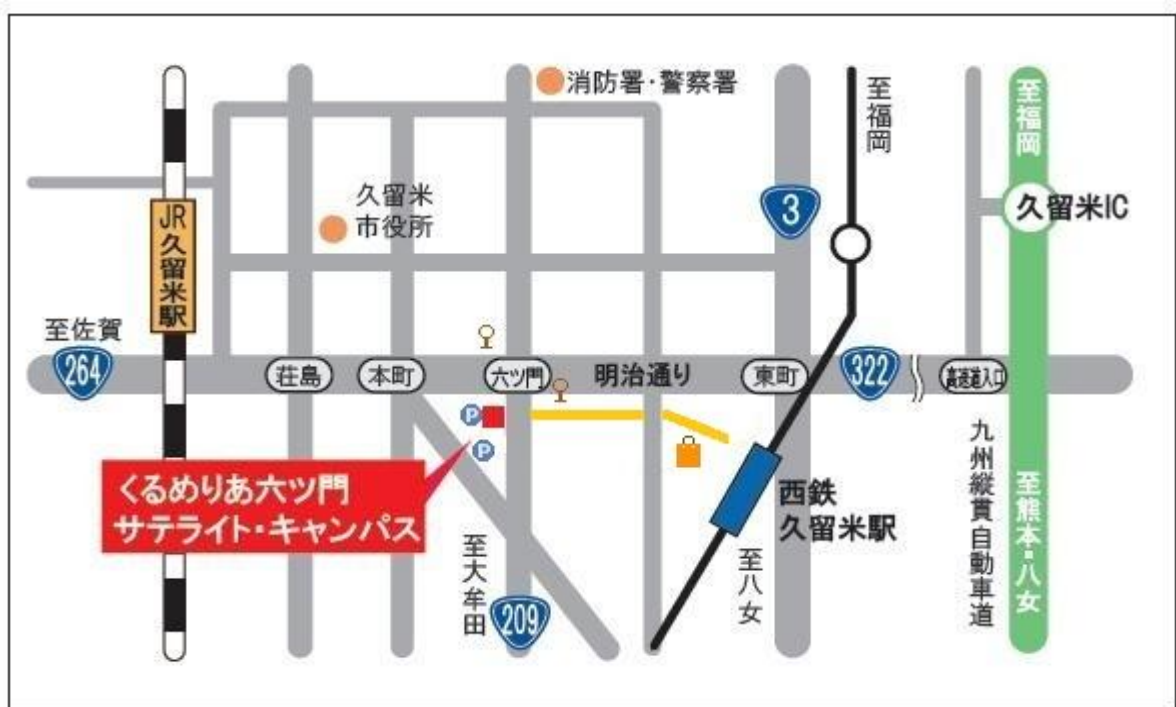 消防署・警察署
至福岡
至福岡
3
久留米IC
久留米
市役所
JR久留米駅
至佐賀
264
荘島
本町
六ツ門
明治通り
東町
322
高速道入口
P
P
くるめりあ六ツ門
サテライト・キャンパス
西鉄
久留米駅
至大牟田
209
至八女
九州縦貫自動車道
至熊本・八女